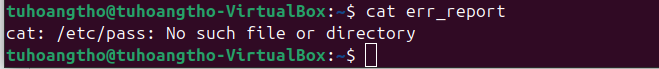 tuhoangtho@tuhoangtho-VirtualBox:~$ cat err_report
cat: /etc/pass: No such file or directory
tuhoangtho@tuhoangtho-VirtualBox:~$